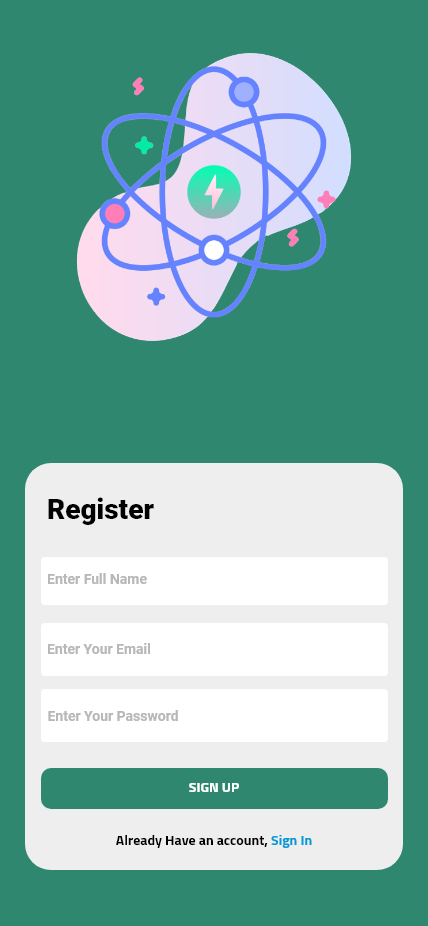 Register
Enter Full Name
Enter Your Email
Enter Your Password
SIGN UP
Already Have an account, Sign In